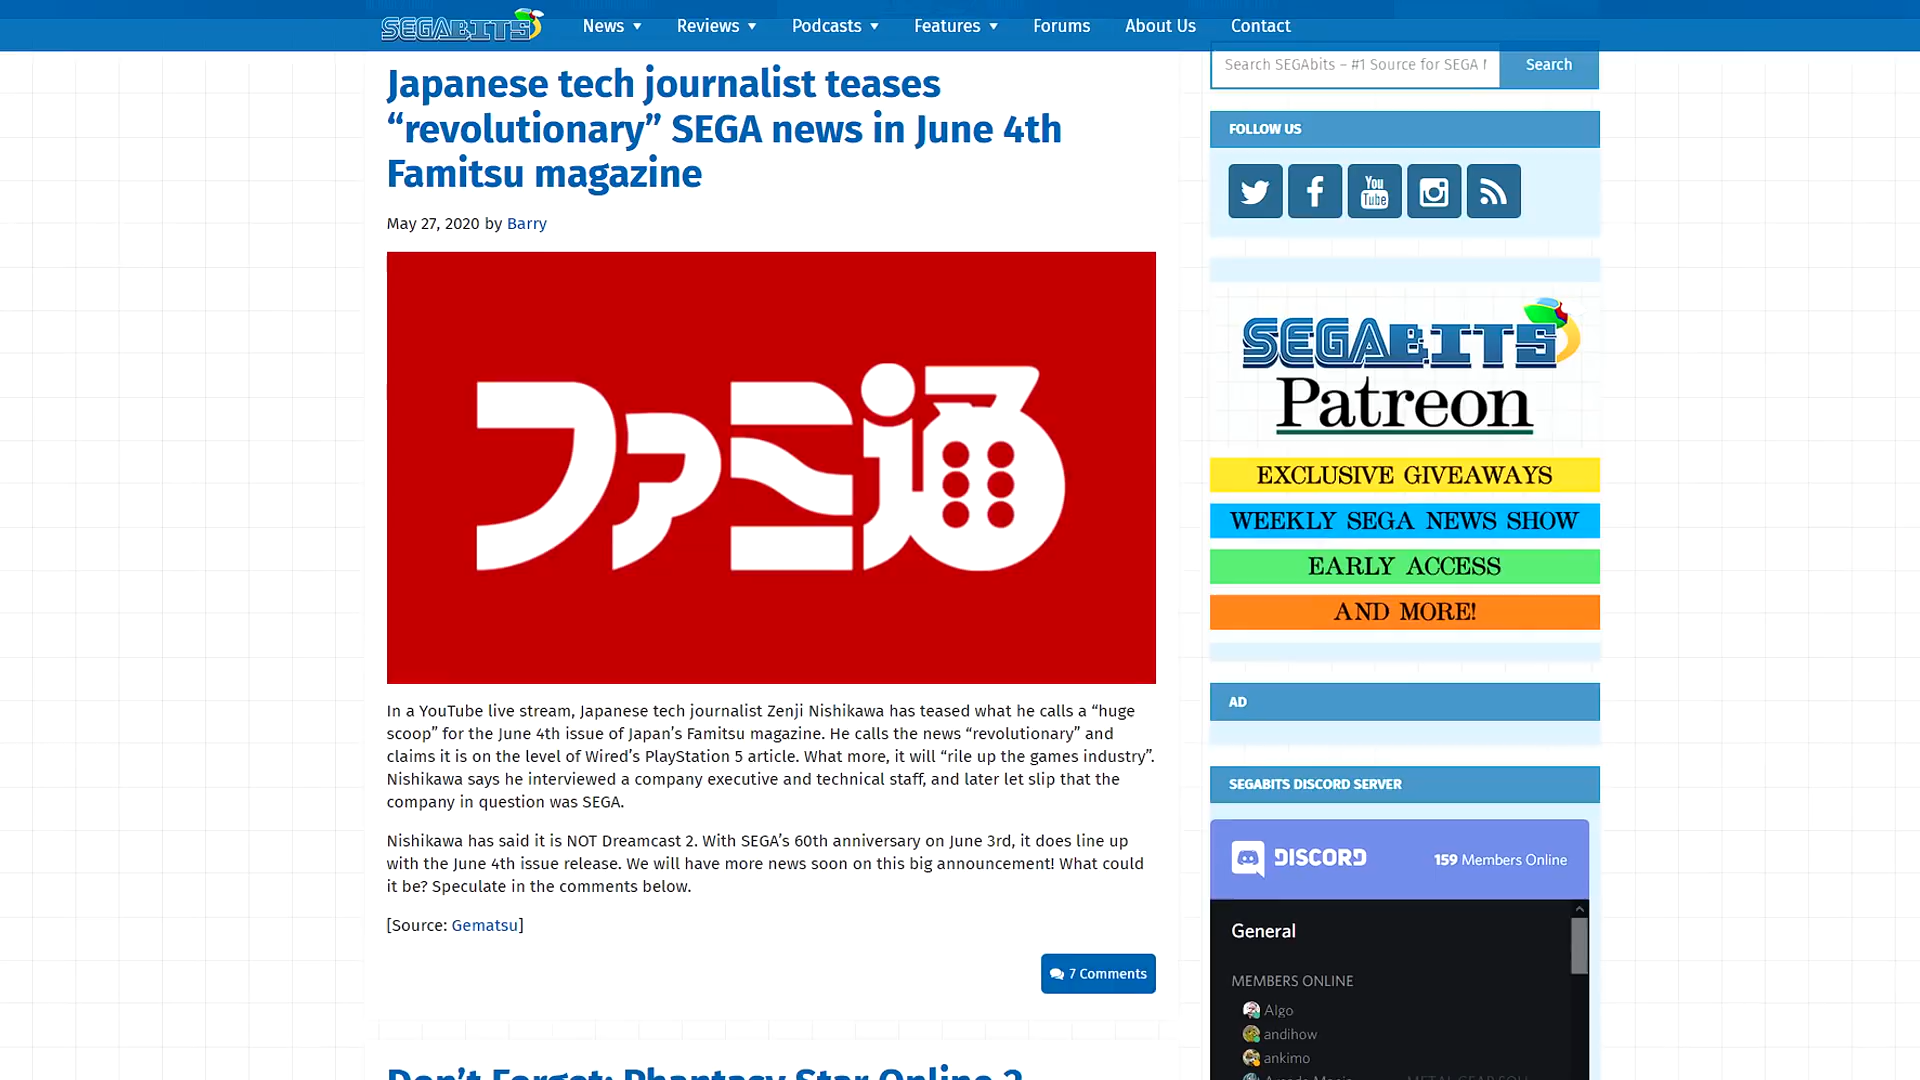 SEGABITS
News
Reviews
Podcasts
Features
Forums
About Us
Contact
Japanese tech journalist teases
“revolutionary” SEGA news in June 4th
Famitsu magazine
May 27, 2020 by Barry
ファミ通
In a YouTube live stream, Japanese tech journalist Zenji Nishikawa has teased what he calls a “huge
scoop” for the June 4th issue of Japan’s Famitsu magazine. He calls the news “revolutionary” and
claims it is on the level of Wired’s PlayStation 5 article. What more, it will “rile up the games industry”.
Nishikawa says he interviewed a company executive and technical staff, and later let slip that the
company in question was SEGA.
Nishikawa has said it is NOT Dreamcast 2. With SEGA’s 60th anniversary on June 3rd, it does line up
with the June 4th issue release. We will have more news soon on this big announcement! What could
it be? Speculate in the comments below.
[Source: Gematsu]
7 Comments
Don’t Forget: Phantasy Star Online 2
Search SEGAbits – #1 Source for SEGA
Search
FOLLOW US
You
Tube
SEGABITS
Patreon
EXCLUSIVE GIVEAWAYS
WEEKLY SEGA NEWS SHOW
EARLY ACCESS
AND MORE!
AD
SEGABITS DISCORD SERVER
DISCORD
159 Members Online
General
MEMBERS ONLINE
Algo
andihow
ankimo